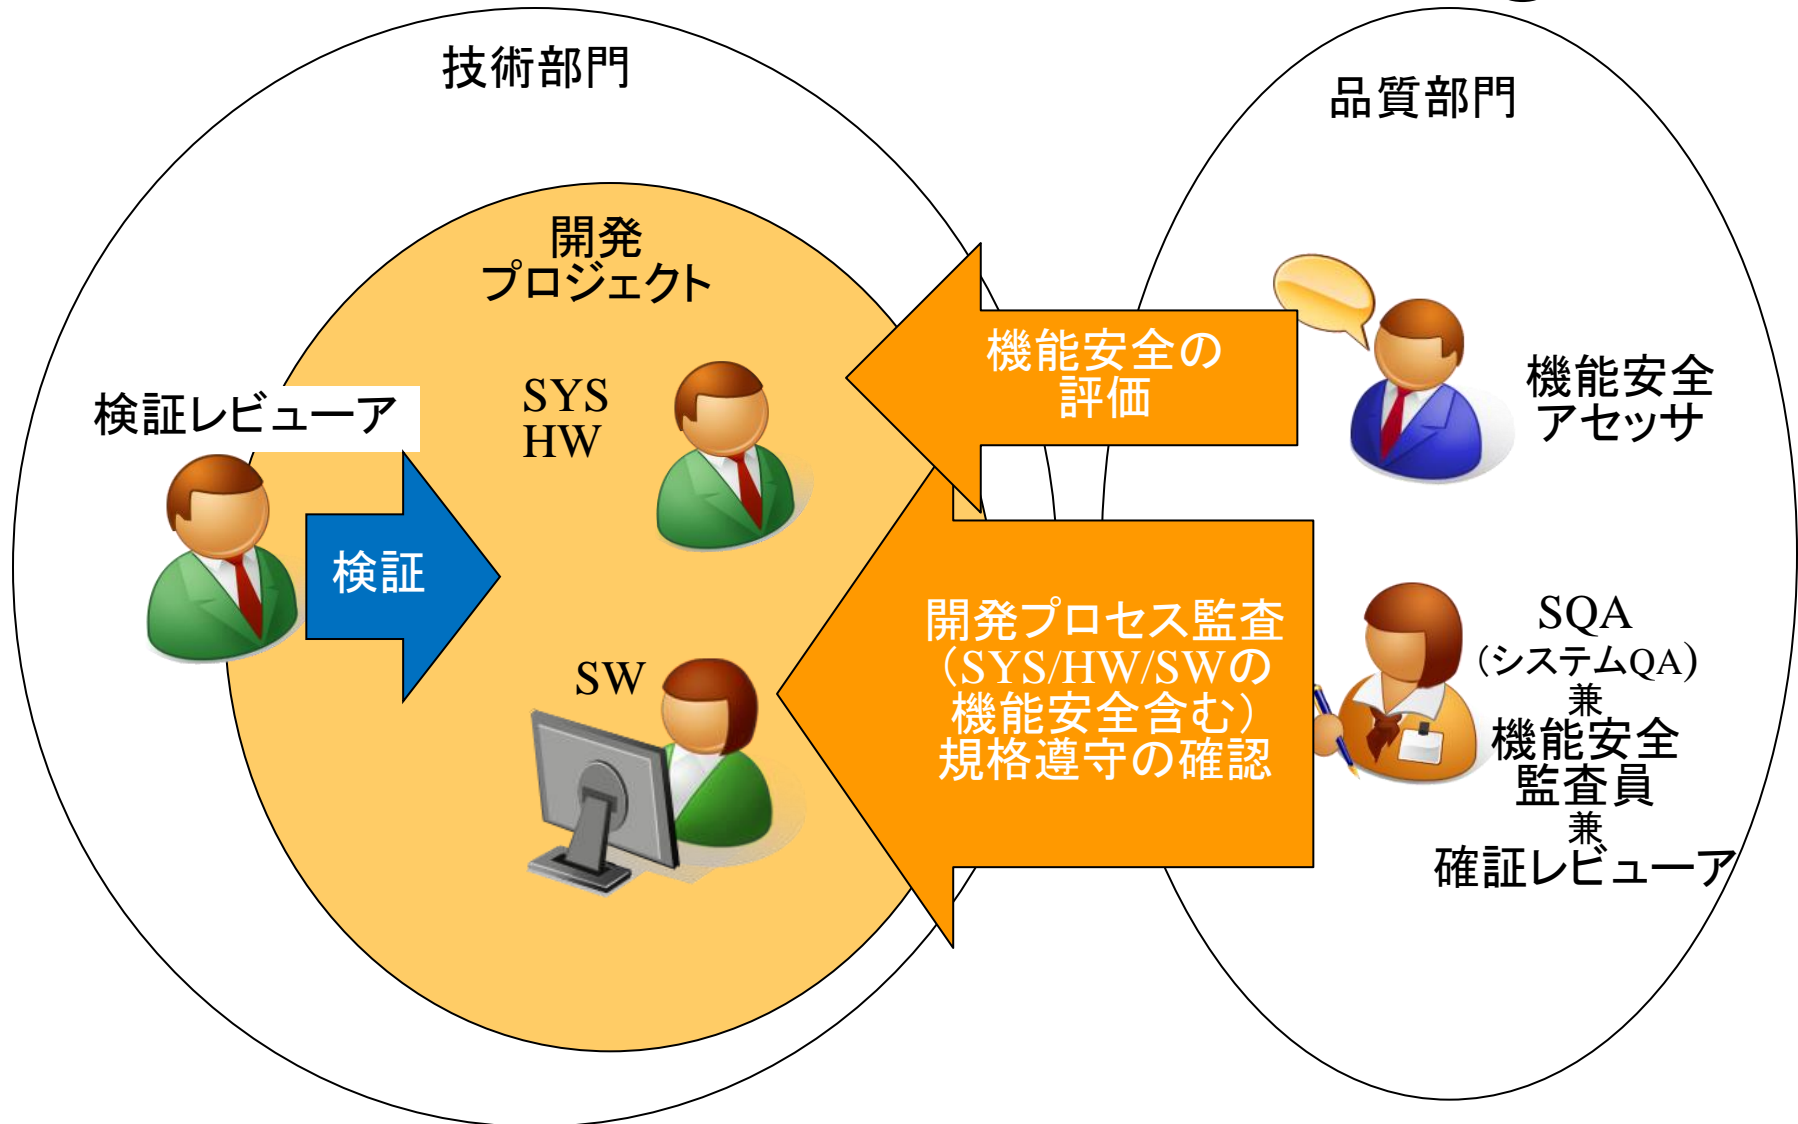 技術部門
品質部門
開発
プロジェクト
検証レビューア
SYS
HW
検証
SW
機能安全の
評価
機能安全
アセッサ
開発プロセス監査
（SYS/HW/SWの
機能安全含む）
規格遵守の確認
SQA
（システムQA）
兼
機能安全
監査員
兼
確証レビューア